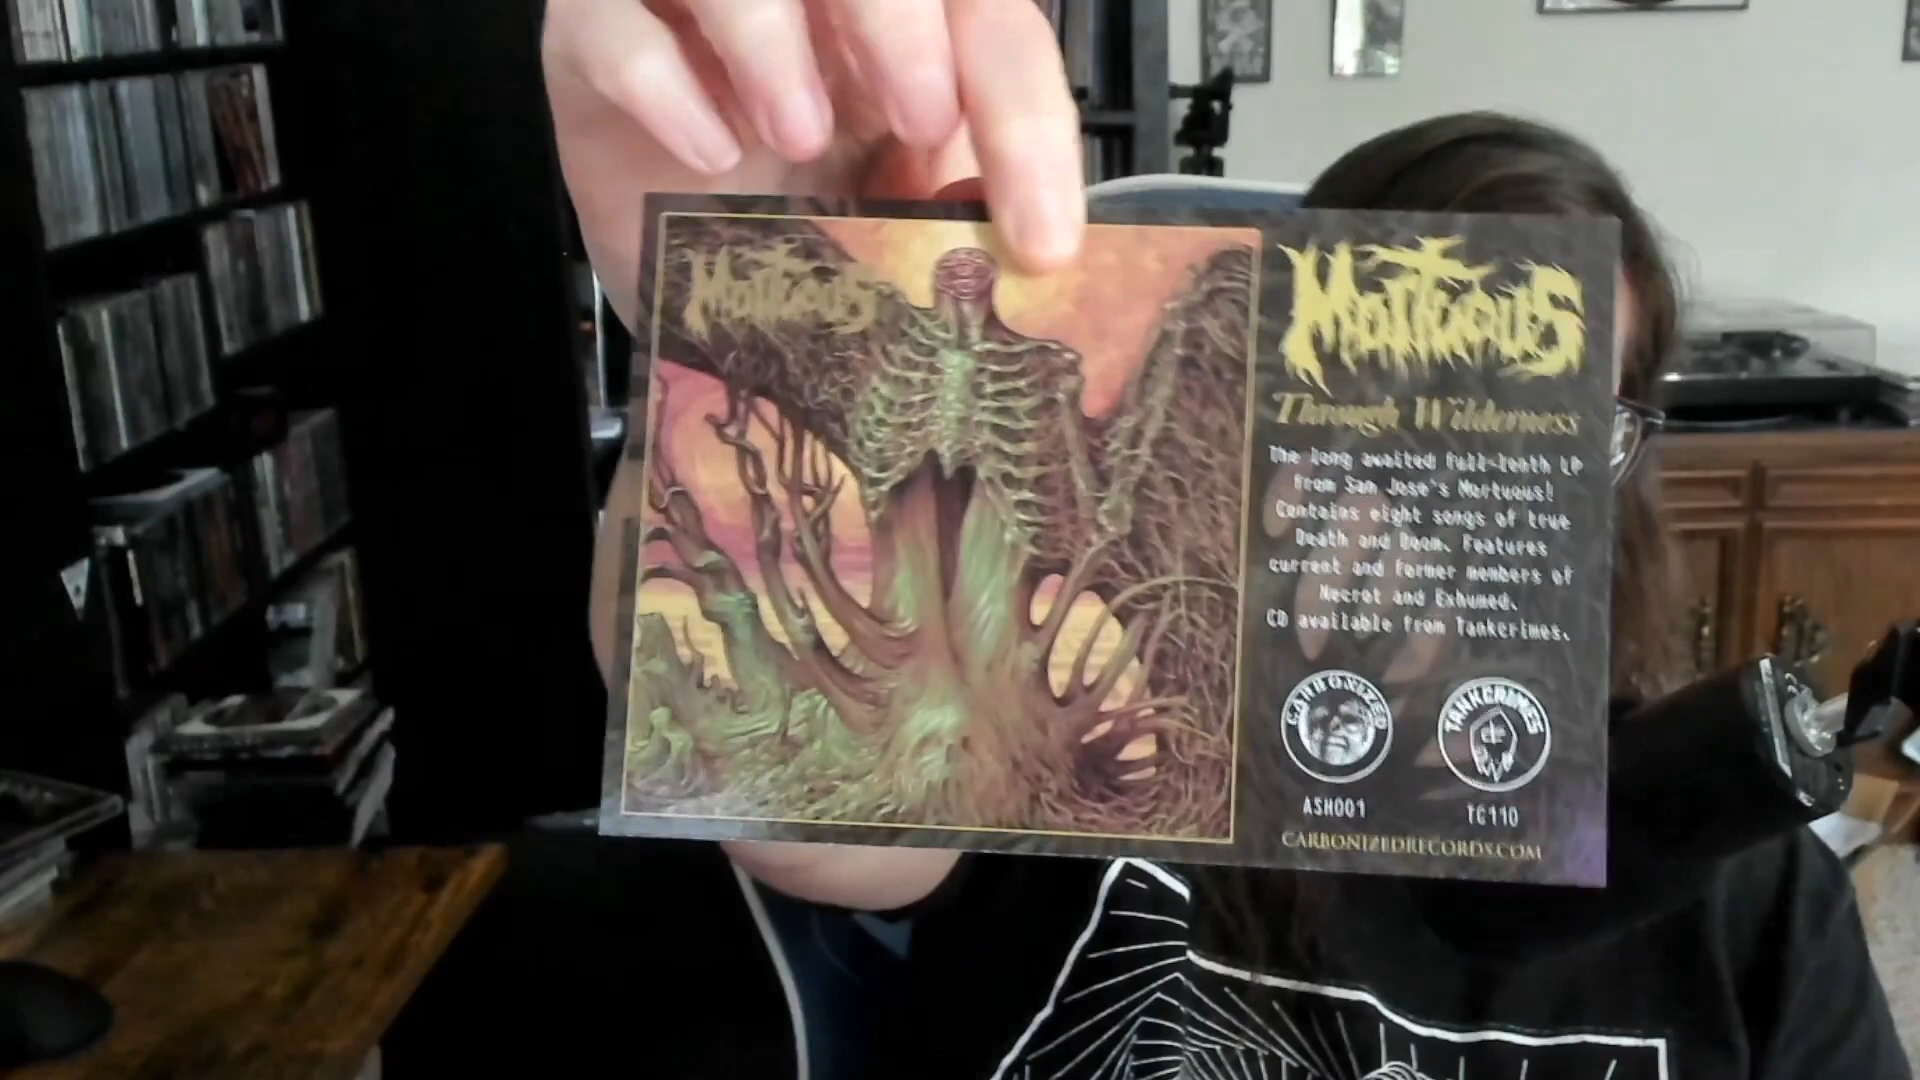 Mortuous
Mortuous
Through Wilderness
The long awaited full-lenth LP
from San Jose's Mortuous!
Contains eight songs of true
Death and Doom. Features
current and former members of
Necrot and Exhumed.
CD available from Tankcrimes.
CARBONIZED
TANKCRIMES
ASH001
TC110
CARBONIZEDRECORDS.COM